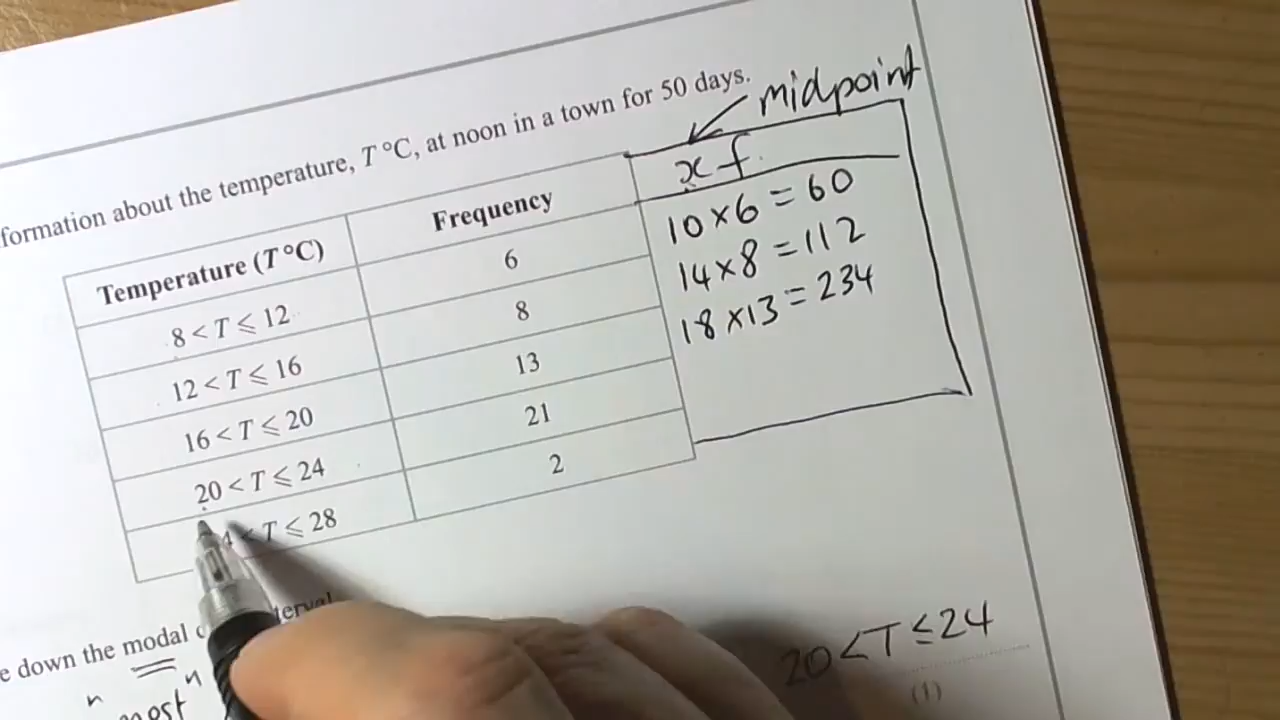 formation about the temperature, T °C, at noon in a town for 50 days.
midpoint
Temperature (T °C) Frequency x f
8 < T ⩽ 12 6 10 × 6 = 60
12 < T ⩽ 16 8 14 × 8 = 112
16 < T ⩽ 20 13 18 × 13 = 234
20 < T ⩽ 24 21
4 < T ⩽ 28 2
e down the modal c terval
20 < T ≤ 24
(1)
" most "